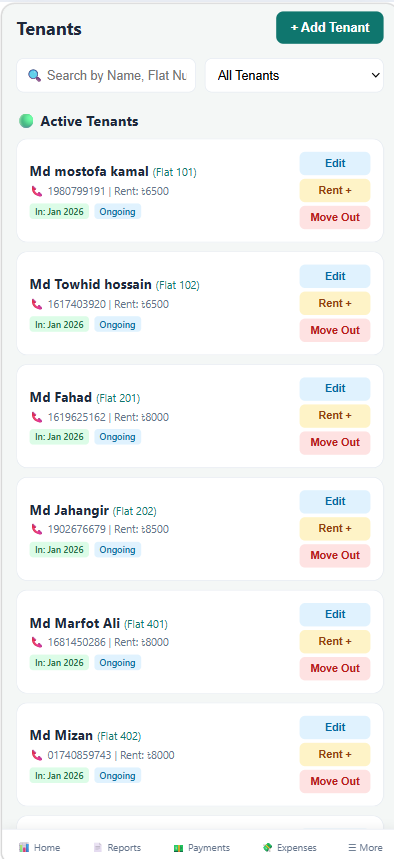 Tenants
+ Add Tenant
🔍 Search by Name, Flat Nu
All Tenants
Active Tenants
Md mostofa kamal (Flat 101)
1980799191 | Rent: ৳6500
In: Jan 2026 Ongoing
Edit
Rent +
Move Out
Md Towhid hossain (Flat 102)
1617403920 | Rent: ৳6500
In: Jan 2026 Ongoing
Edit
Rent +
Move Out
Md Fahad (Flat 201)
1619625162 | Rent: ৳8000
In: Jan 2026 Ongoing
Edit
Rent +
Move Out
Md Jahangir (Flat 202)
1902676679 | Rent: ৳8500
In: Jan 2026 Ongoing
Edit
Rent +
Move Out
Md Marfot Ali (Flat 401)
1681450286 | Rent: ৳8000
In: Jan 2026 Ongoing
Edit
Rent +
Move Out
Md Mizan (Flat 402)
01740859743 | Rent: ৳8000
In: Jan 2026 Ongoing
Edit
Rent +
Move Out
Home Reports Payments Expenses ☰ More